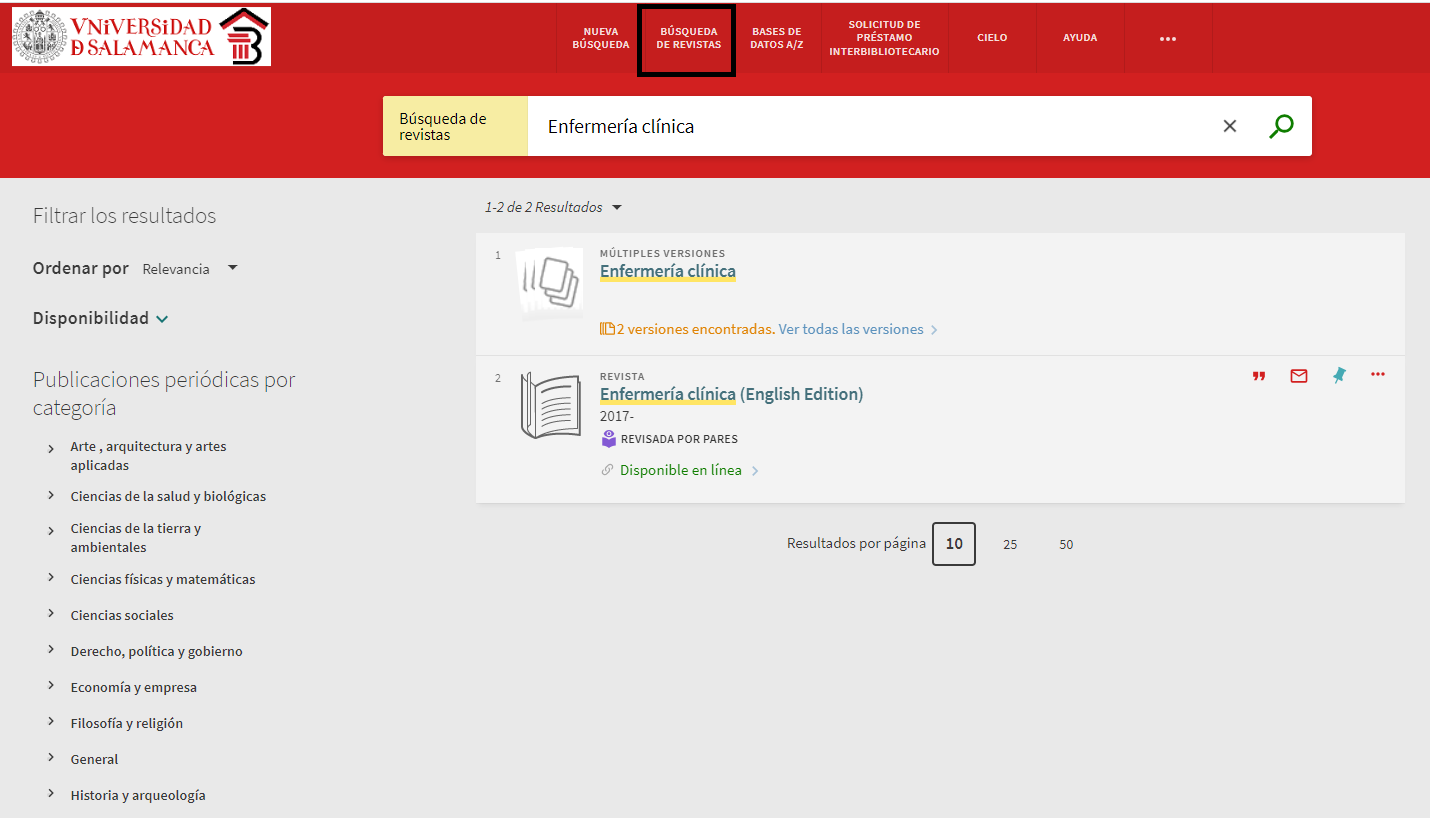 VNiVERSiDAD
D SALAMANCA
NUEVA
BÚSQUEDA
BÚSQUEDA
DE REVISTAS
BASES DE
DATOS A/Z
SOLICITUD DE
PRÉSTAMO
INTERBIBLIOTECARIO
CIELO
AYUDA
Búsqueda de
revistas
Enfermería clínica
Filtrar los resultados
Ordenar por Relevancia
Disponibilidad
Publicaciones periódicas por
categoría
Arte , arquitectura y artes
aplicadas
Ciencias de la salud y biológicas
Ciencias de la tierra y
ambientales
Ciencias físicas y matemáticas
Ciencias sociales
Derecho, política y gobierno
Economía y empresa
Filosofía y religión
General
Historia y arqueología
1-2 de 2 Resultados
1
MÚLTIPLES VERSIONES
Enfermería clínica
2 versiones encontradas. Ver todas las versiones
2
REVISTA
Enfermería clínica (English Edition)
2017-
REVISADA POR PARES
Disponible en línea
Resultados por página 10 25 50